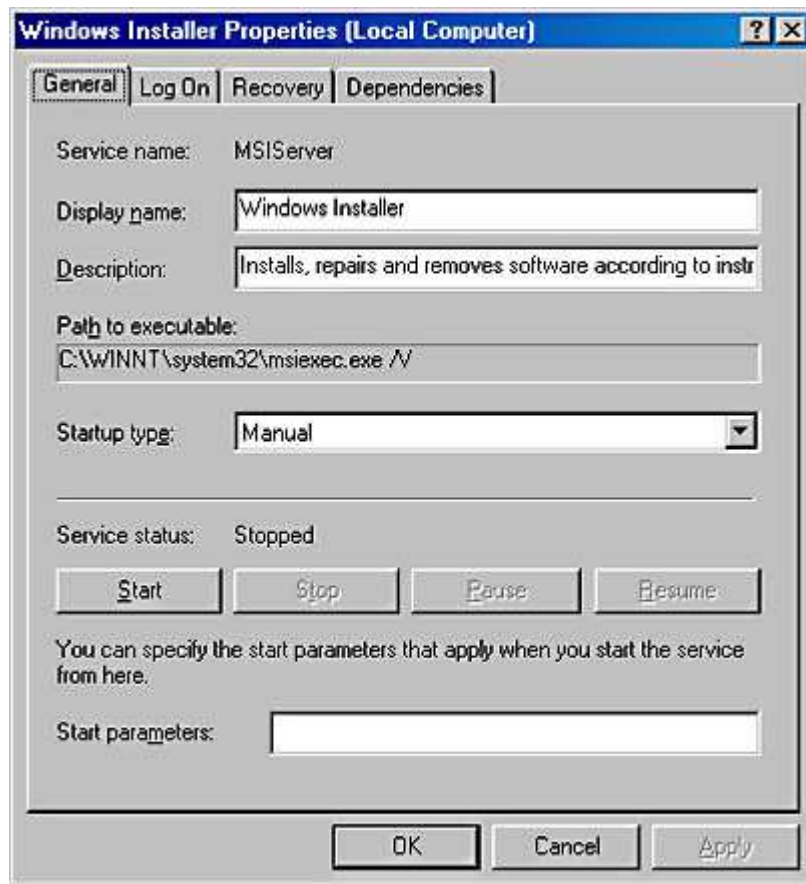 Windows Installer Properties (Local Computer)
General Log On Recovery Dependencies
Service name: MSIServer
Display name: Windows Installer
Description: Installs, repairs and removes software according to instr
Path to executable:
C:\WINNT\system32\msiexec.exe /V
Startup type: Manual
Service status: Stopped
Start Stop Pause Resume
You can specify the start parameters that apply when you start the service
from here.
Start parameters:
OK Cancel Apply